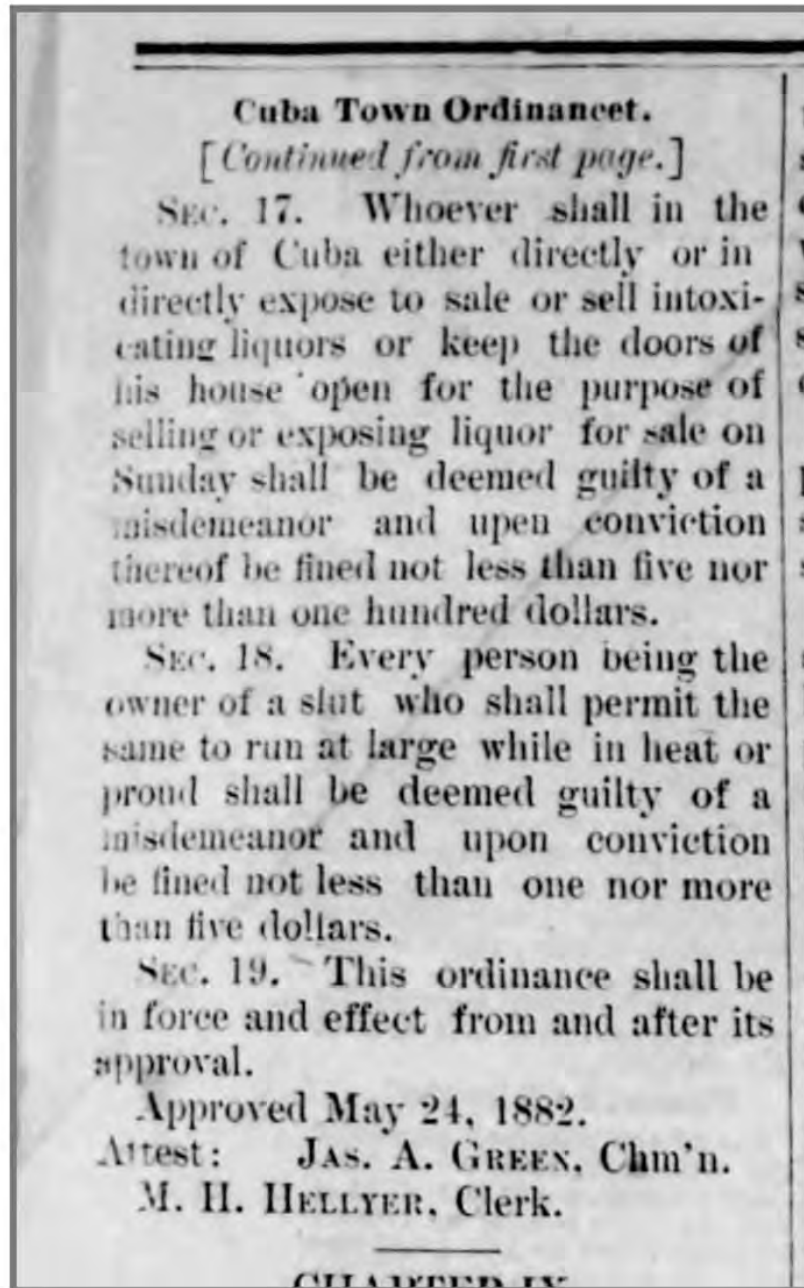 Cuba Town Ordinancet.
[Continued from first page.]
SEC. 17. Whoever shall in the
town of Cuba either directly or in
directly expose to sale or sell intoxi-
cating liquors or keep the doors of
his house open for the purpose of
selling or exposing liquor for sale on
Sunday shall be deemed guilty of a
misdemeanor and upen conviction
thereof be fined not less than five nor
more than one hundred dollars.
SEC. 18. Every person being the
owner of a slut who shall permit the
same to run at large while in heat or
proud shall be deemed guilty of a
misdemeanor and upon conviction
be fined not less than one nor more
than five dollars.
SEC. 19. This ordinance shall be
in force and effect from and after its
approval.
Approved May 24, 1882.
Attest: JAS. A. GREEN, Chm'n.
M. H. HELLYER, Clerk.